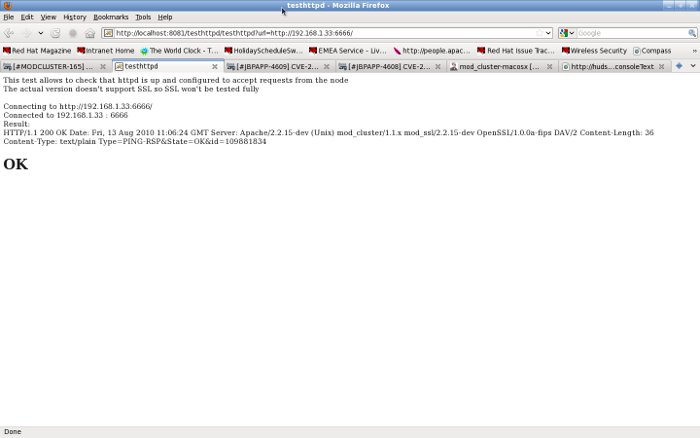 testhttpd - Mozilla Firefox
File Edit View History Bookmarks Tools Help
http://localhost:8081/testhttpd/testhttpd?url=http://192.168.1.33:6666/
Google
Red Hat Magazine Intranet Home The World Clock - T... HolidayScheduleSw... EMEA Service - Liv... http://people.apac... Red Hat Issue Trac... Wireless Security Compass
[#MODCLUSTER-165] ... testhttpd [#JBPAPP-4609] CVE-2... [#JBPAPP-4608] CVE-2... mod_cluster-macosx [... http://huds...consoleText
This test allows to check that httpd is up and configured to accept requests from the node
The actual version doesn't support SSL so SSL won't be tested fully
Connecting to http://192.168.1.33:6666/
Connected to 192.168.1.33 : 6666
Result:
HTTP/1.1 200 OK Date: Fri, 13 Aug 2010 11:06:24 GMT Server: Apache/2.2.15-dev (Unix) mod_cluster/1.1.x mod_ssl/2.2.15-dev OpenSSL/1.0.0a-fips DAV/2 Content-Length: 36
Content-Type: text/plain Type=PING-RSP&State=OK&id=109881834
OK
Done